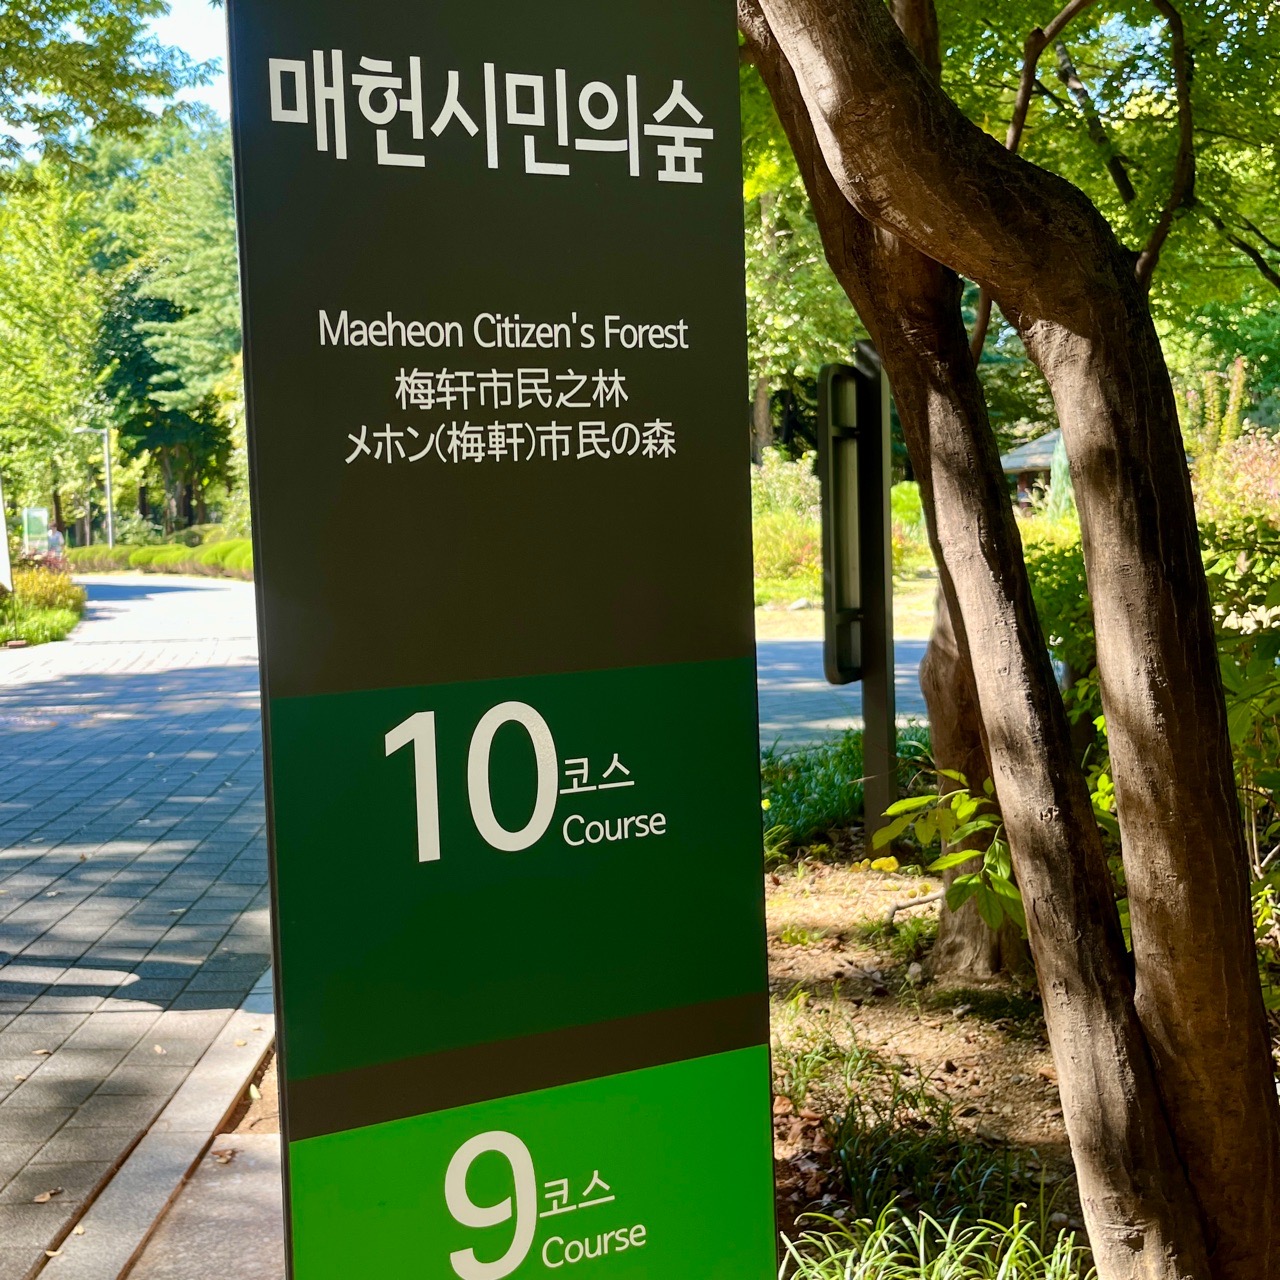 매헌시민의숲
Maeheon Citizen's Forest
梅轩市民之林
メホン(梅軒)市民の森
10 코스
Course
9 코스
Course